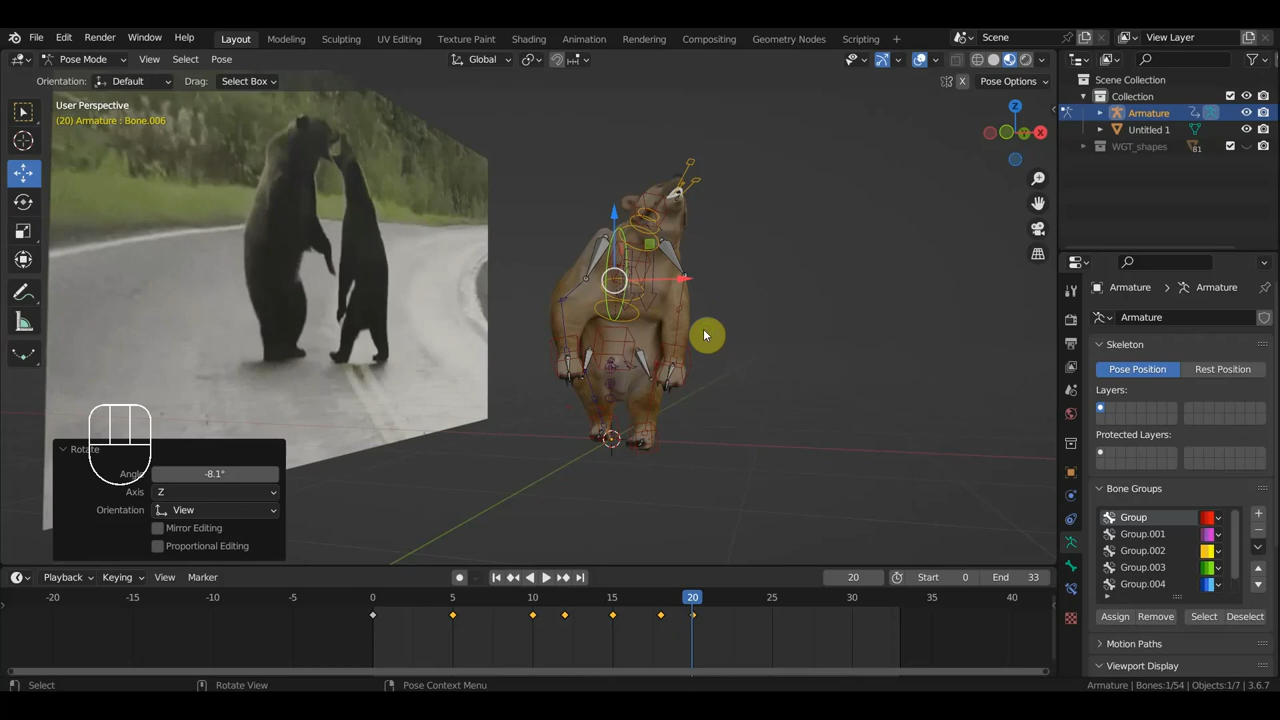 File Edit Render Window Help Layout Modeling Sculpting UV Editing Texture Paint Shading Animation Rendering Compositing Geometry Nodes Scripting + Scene View Layer
Pose Mode View Select Pose Global
Orientation: Default Drag: Select Box X Pose Options
User Perspective
(20) Armature : Bone.006
Z
X
Rotate
Angle -8.1°
Axis Z
Orientation View
Mirror Editing
Proportional Editing
Scene Collection
Collection
Armature
Untitled 1
WGT_shapes 81
Armature > Armature
Armature
Skeleton
Pose Position Rest Position
Layers:
Protected Layers:
Bone Groups
Group
Group.001
Group.002
Group.003
Group.004
Assign Remove Select Deselect
Motion Paths
Viewport Display
Playback Keying View Marker 20 Start 0 End 33
-20 -15 -10 -5 0 5 10 15 20 25 30 35 40
Select Rotate View Pose Context Menu Armature | Bones:1/54 | Objects:1/7 | 3.6.7